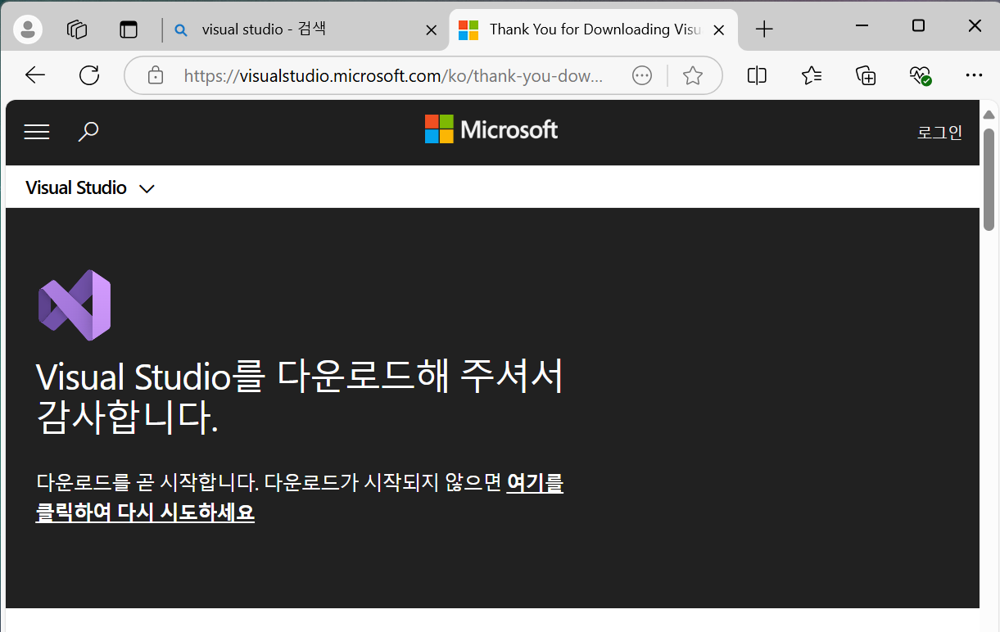 visual studio - 검색
Thank You for Downloading Visu
https://visualstudio.microsoft.com/ko/thank-you-dow...
Microsoft
로그인
Visual Studio
Visual Studio를 다운로드해 주셔서
감사합니다.
다운로드를 곧 시작합니다. 다운로드가 시작되지 않으면 여기를
클릭하여 다시 시도하세요